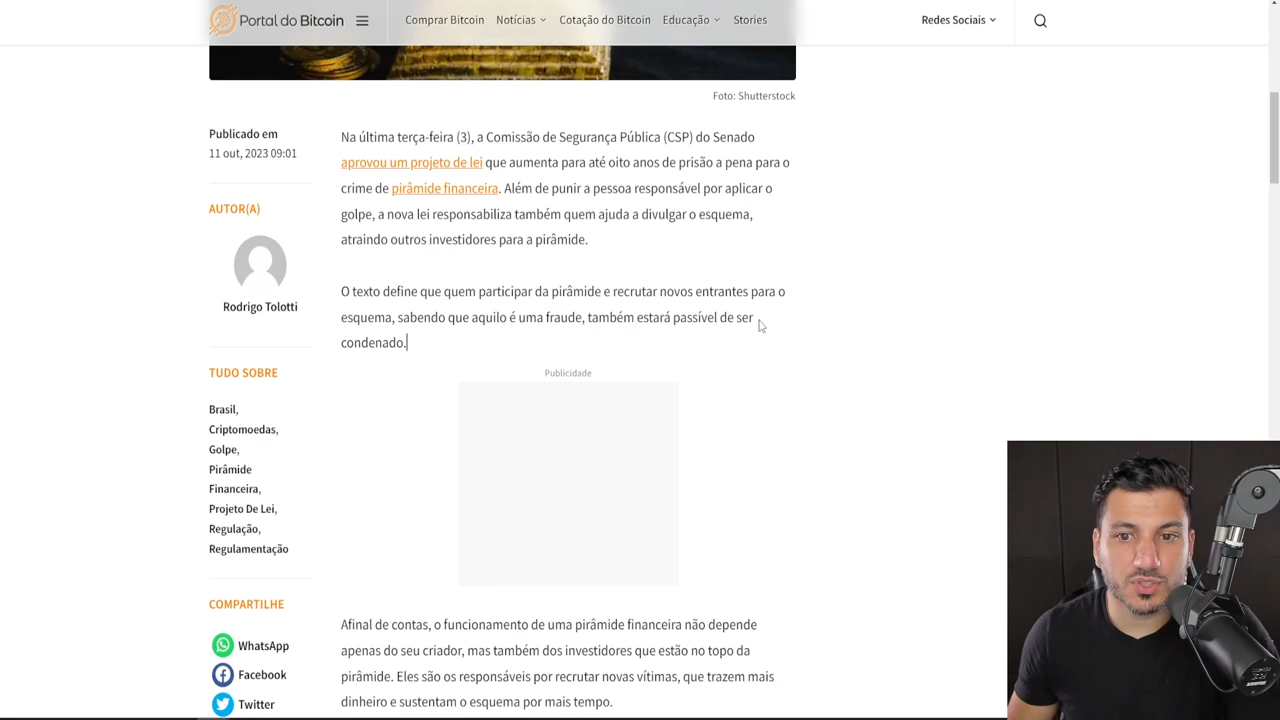 Portal do Bitcoin
Comprar Bitcoin
Notícias
Cotação do Bitcoin
Educação
Stories
Redes Sociais
Foto: Shutterstock
Publicado em
11 out, 2023 09:01
AUTOR(A)
Rodrigo Tolotti
TUDO SOBRE
Brasil,
Criptomoedas,
Golpe,
Pirâmide
Financeira,
Projeto De Lei,
Regulação,
Regulamentação
COMPARTILHE
WhatsApp
Facebook
Twitter
Na última terça-feira (3), a Comissão de Segurança Pública (CSP) do Senado
aprovou um projeto de lei que aumenta para até oito anos de prisão a pena para o
crime de pirâmide financeira. Além de punir a pessoa responsável por aplicar o
golpe, a nova lei responsabiliza também quem ajuda a divulgar o esquema,
atraindo outros investidores para a pirâmide.
O texto define que quem participar da pirâmide e recrutar novos entrantes para o
esquema, sabendo que aquilo é uma fraude, também estará passível de ser
condenado.
Publicidade
Afinal de contas, o funcionamento de uma pirâmide financeira não depende
apenas do seu criador, mas também dos investidores que estão no topo da
pirâmide. Eles são os responsáveis por recrutar novas vítimas, que trazem mais
dinheiro e sustentam o esquema por mais tempo.